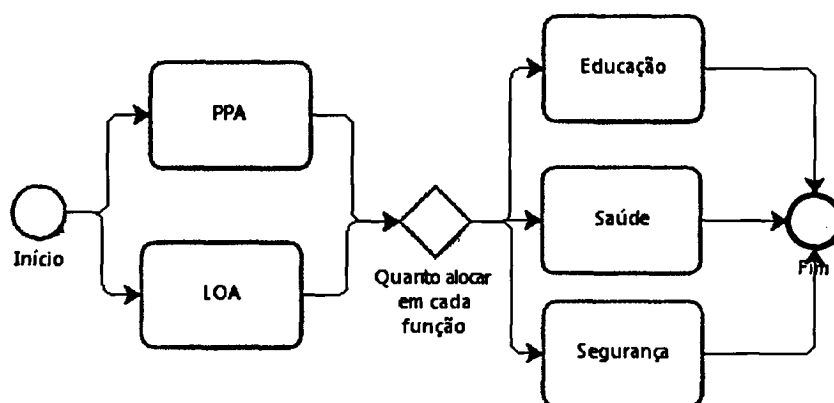 Início
PPA
LOA
Quanto alocar
em cada
função
Educação
Saúde
Segurança
Fim